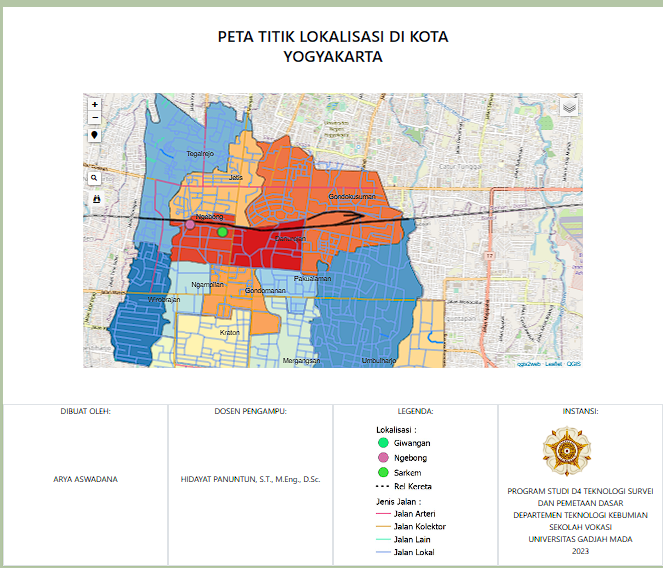 PETA TITIK LOKALISASI DI KOTA
YOGYAKARTA
+
−
Tegalrejo
Jetis
Gondokusuman
Ngebong
Danurejan
Ngampilan
Pakualaman
Gondomanan
Wirobrajan
Kraton
Mergangsan
Umbulharjo
17
qgis2web · Leaflet · QGIS
DIBUAT OLEH:
ARYA ASWADANA
DOSEN PENGAMPU:
HIDAYAT PANUNTUN, S.T., M.Eng., D.Sc.
LEGENDA:
Lokalisasi :
Giwangan
Ngebong
Sarkem
Rel Kereta
Jenis Jalan :
Jalan Arteri
Jalan Kolektor
Jalan Lain
Jalan Lokal
INSTANSI:
PROGRAM STUDI D4 TEKNOLOGI SURVEI
DAN PEMETAAN DASAR
DEPARTEMEN TEKNOLOGI KEBUMIAN
SEKOLAH VOKASI
UNIVERSITAS GADJAH MADA
2023